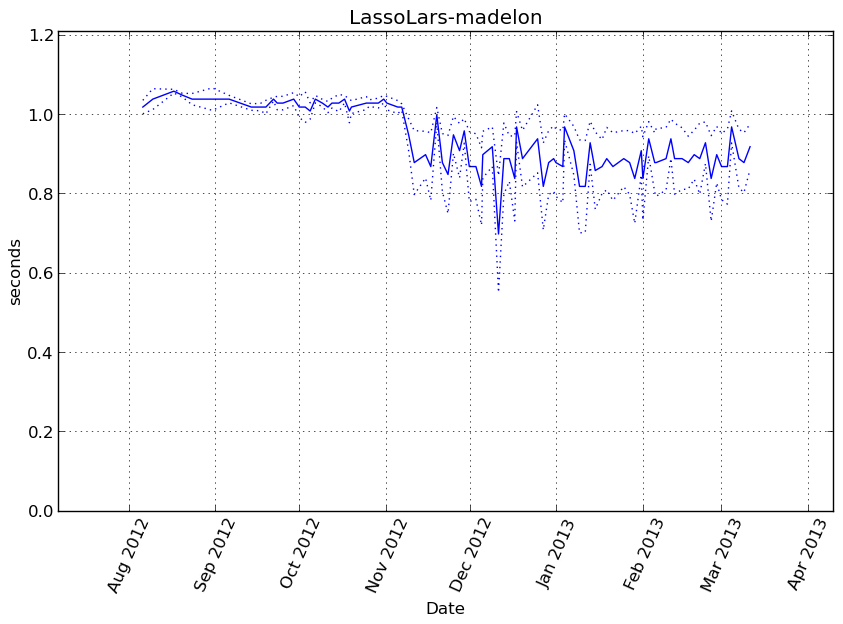 LassoLars-madelon
1.2
1.0
0.8
0.6
0.4
0.2
0.0
seconds
Aug 2012
Sep 2012
Oct 2012
Nov 2012
Dec 2012
Jan 2013
Feb 2013
Mar 2013
Apr 2013
Date